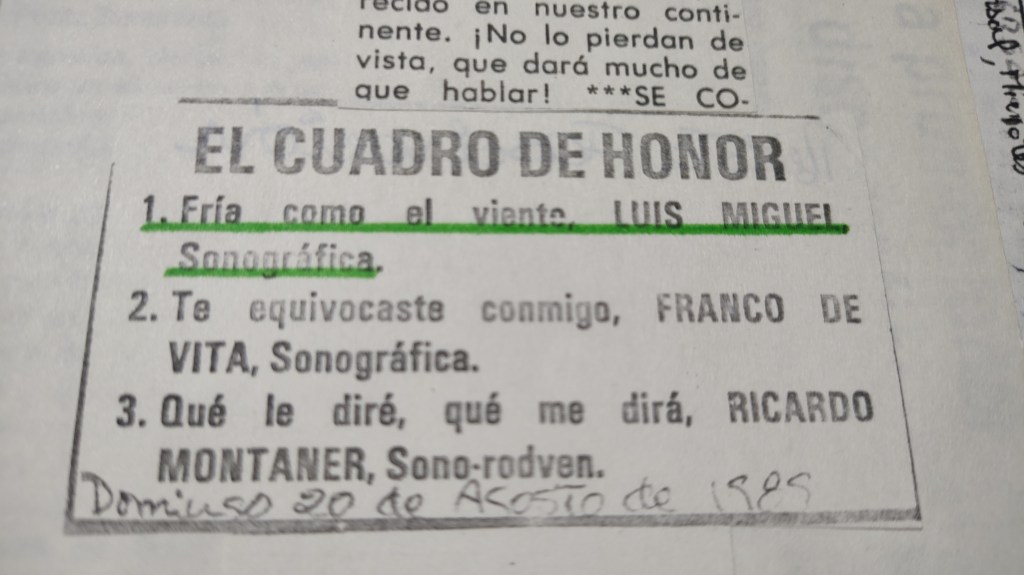 recido en nuestro conti-
nente. ¡No lo pierdan de
vista, que dará mucho de
que hablar! ***SE CO-
EL CUADRO DE HONOR
1. Fría como el viente, LUIS MIGUEL
Sonográfica.
2. Te equivocaste conmigo, FRANCO DE
VITA, Sonográfica.
3. Qué le diré, qué me dirá, RICARDO
MONTANER, Sono-rodven.
Domingo 20 de Agosto de 1989